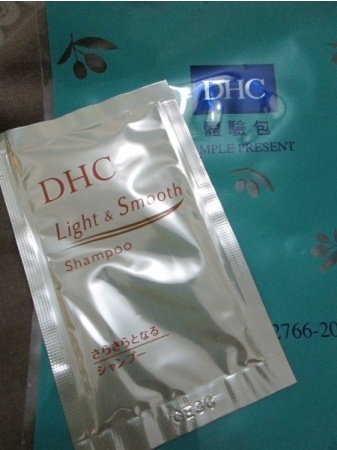 DHC
體驗包
MPLE PRESENT
2766-20
DHC
Light & Smooth
Shampoo
さらさらとなる
シャンプー